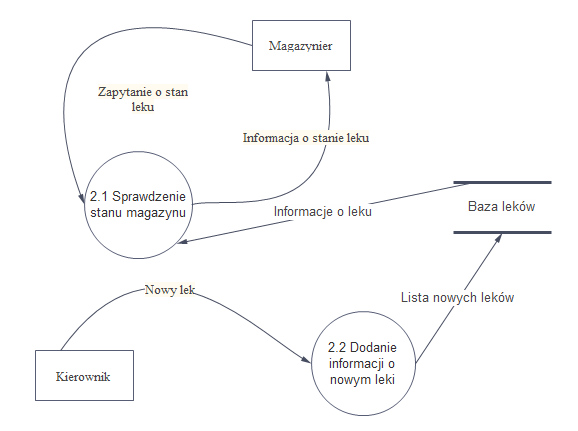 Magazynier
Zapytanie o stan
leku
Informacja o stanie leku
2.1 Sprawdzenie
stanu magazynu
Informacje o leku
Baza leków
Nowy lek
Lista nowych leków
2.2 Dodanie
informacji o
nowym leki
Kierownik